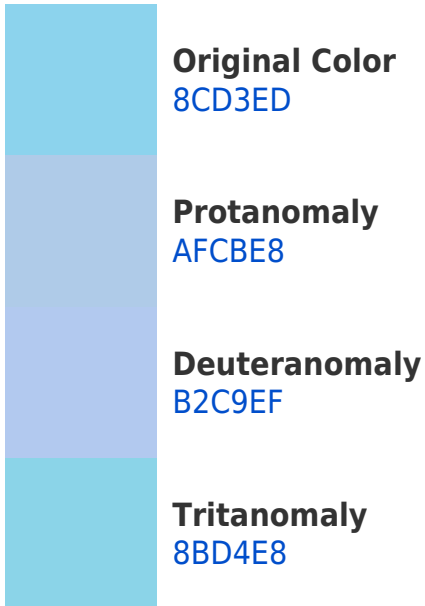 Original Color
8CD3ED
Protanomaly
AFCBE8
Deuteranomaly
B2C9EF
Tritanomaly
8BD4E8